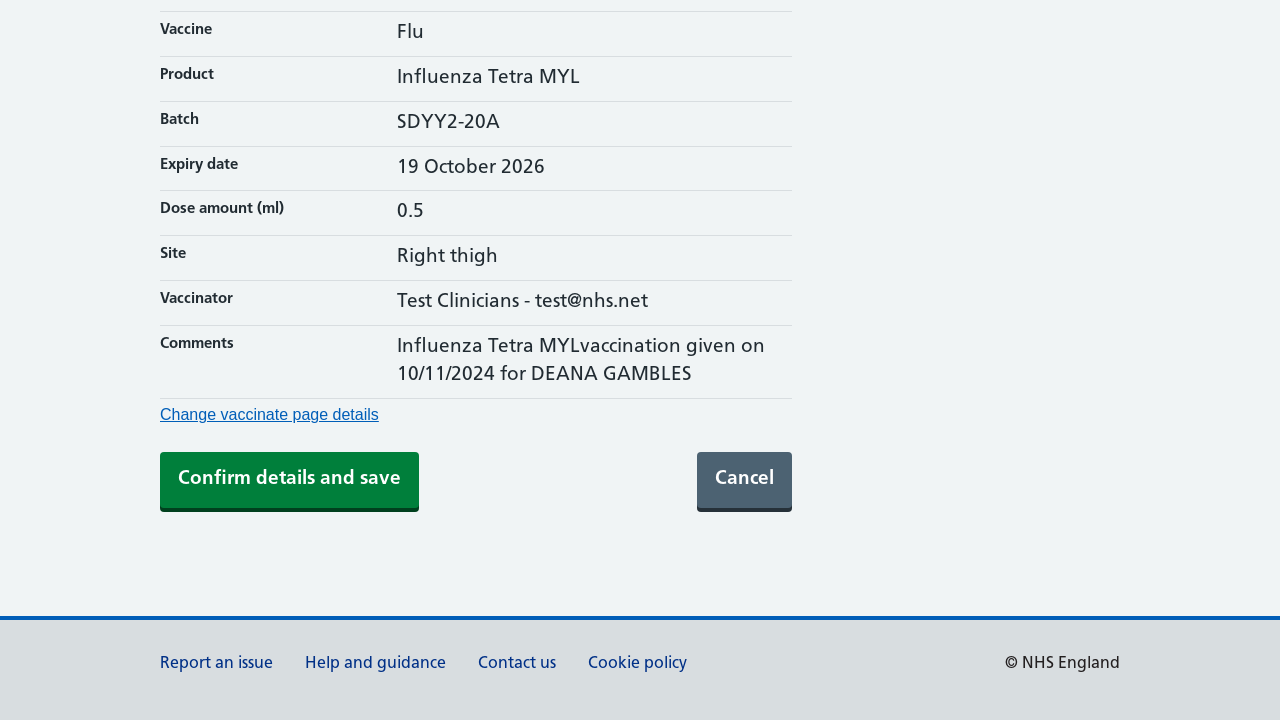 Vaccine
Flu
Product
Influenza Tetra MYL
Batch
SDYY2-20A
Expiry date
19 October 2026
Dose amount (ml)
0.5
Site
Right thigh
Vaccinator
Test Clinicians - test@nhs.net
Comments
Influenza Tetra MYLvaccination given on
10/11/2024 for DEANA GAMBLES
Change vaccinate page details
Confirm details and save
Cancel
Report an issue
Help and guidance
Contact us
Cookie policy
© NHS England